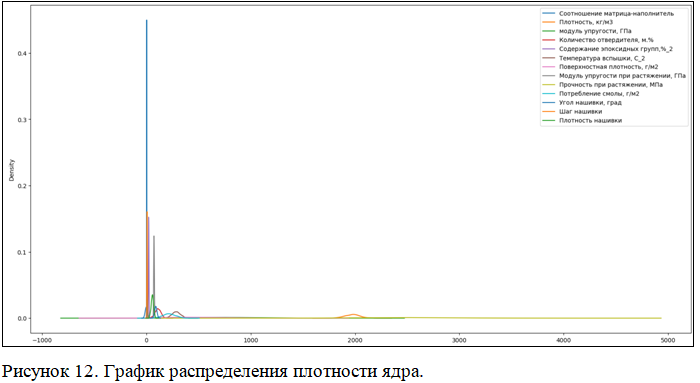 Соотношение матрица-наполнитель
Плотность, кг/м3
модуль упругости, ГПа
Количество отвердителя, м.%
Содержание эпоксидных групп,%_2
Температура вспышки, С_2
Поверхностная плотность, г/м2
Модуль упругости при растяжении, ГПа
Прочность при растяжении, МПа
Потребление смолы, г/м2
Угол нашивки, град
Шаг нашивки
Плотность нашивки
Density
0.4
0.3
0.2
0.1
0.0
−1000 0 1000 2000 3000 4000 5000
Рисунок 12. График распределения плотности ядра.